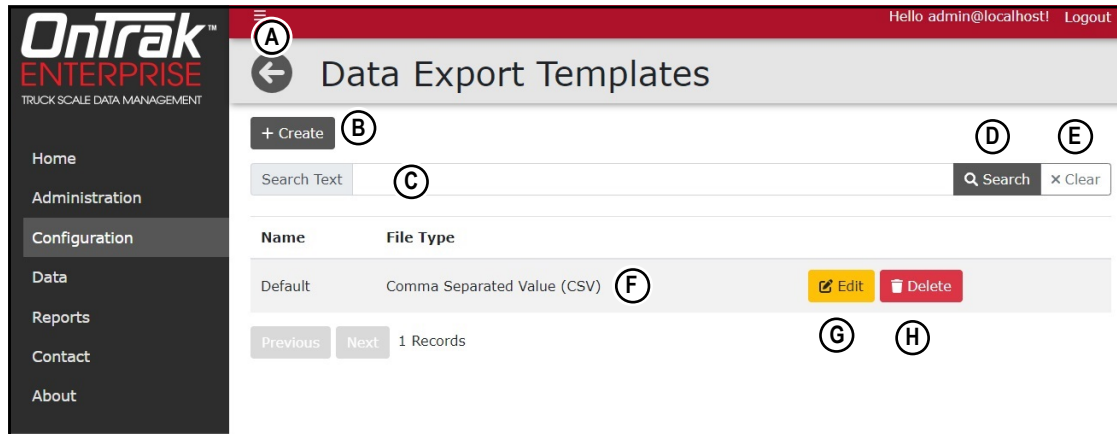 OnTrak™
ENTERPRISE
TRUCK SCALE DATA MANAGEMENT
Home
Administration
Configuration
Data
Reports
Contact
About
Hello admin@localhost! Logout
A
Data Export Templates
+ Create B
D E
Search Text C Search × Clear
Name File Type
Default Comma Separated Value (CSV) F Edit Delete
G H
Previous Next 1 Records